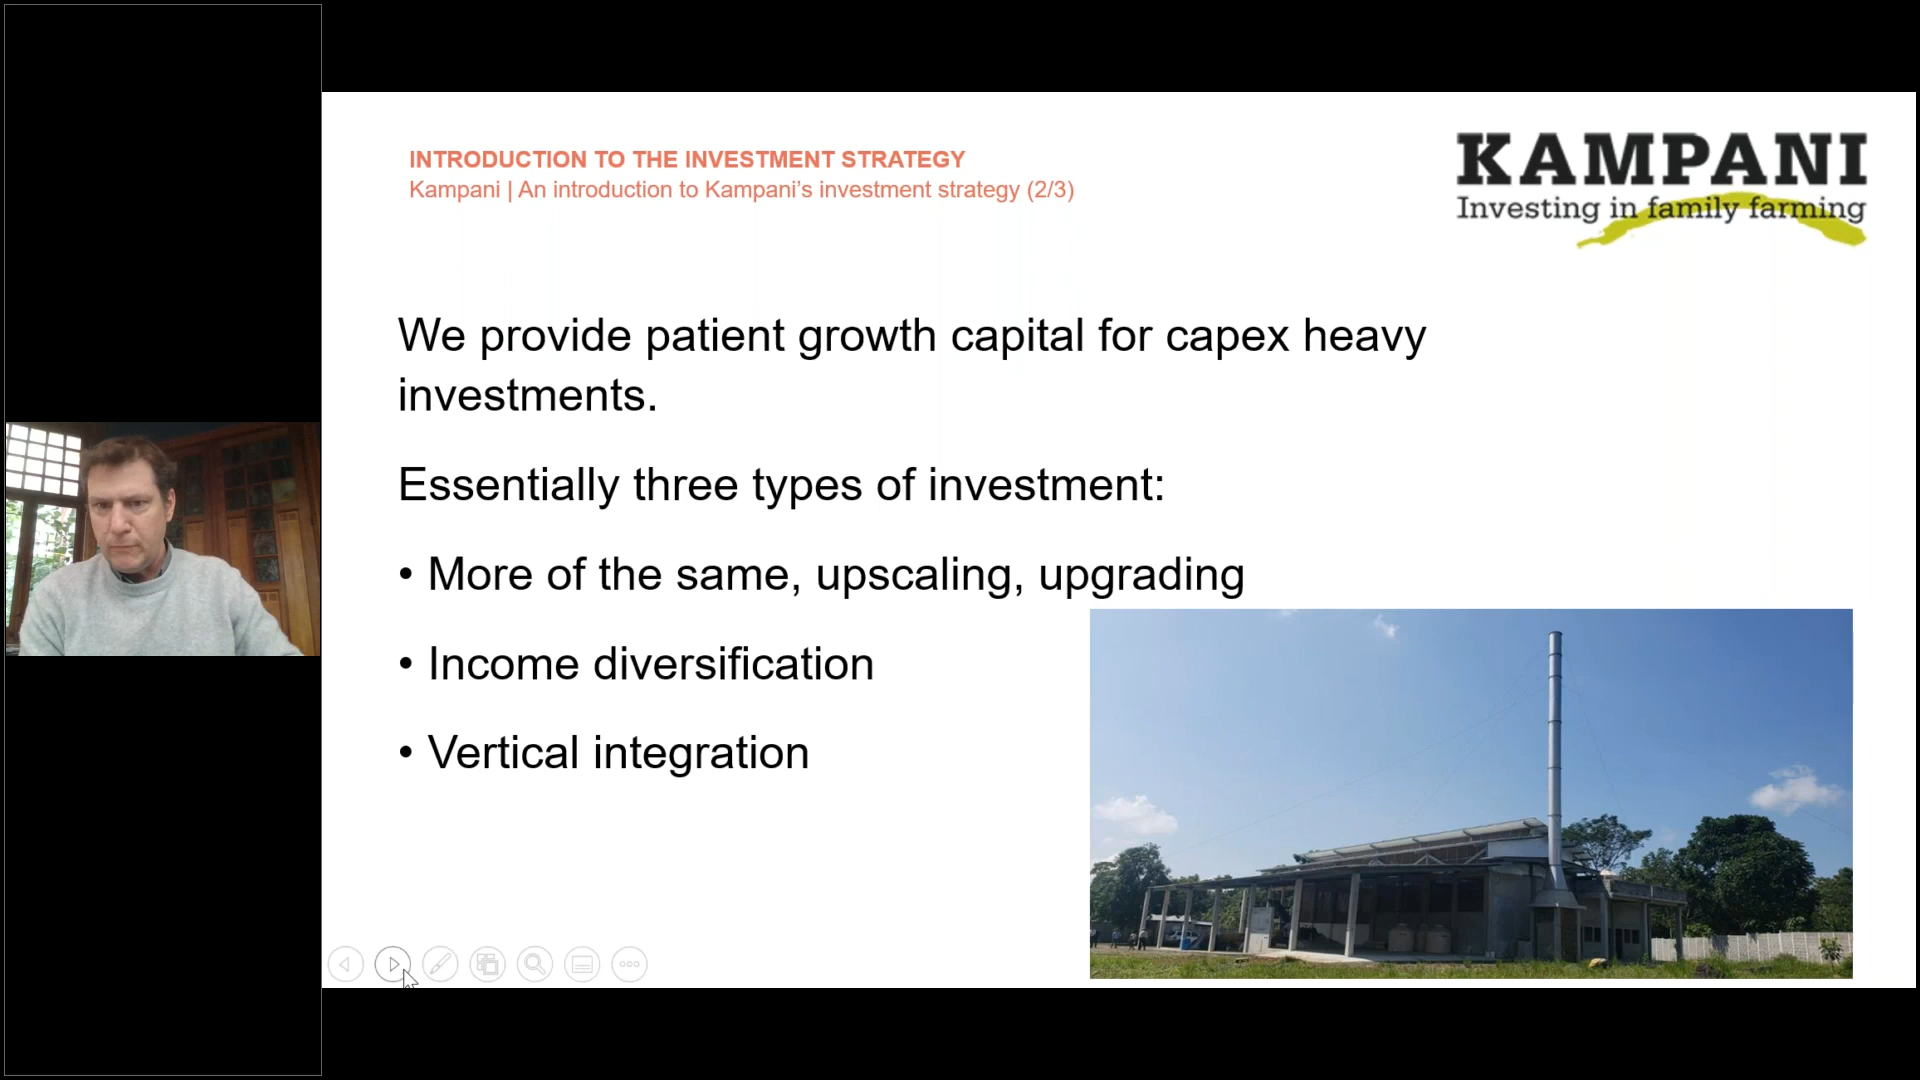 INTRODUCTION TO THE INVESTMENT STRATEGY
Kampani | An introduction to Kampani’s investment strategy (2/3)
KAMPANI
Investing in family farming
We provide patient growth capital for capex heavy
investments.
Essentially three types of investment:
• More of the same, upscaling, upgrading
• Income diversification
• Vertical integration